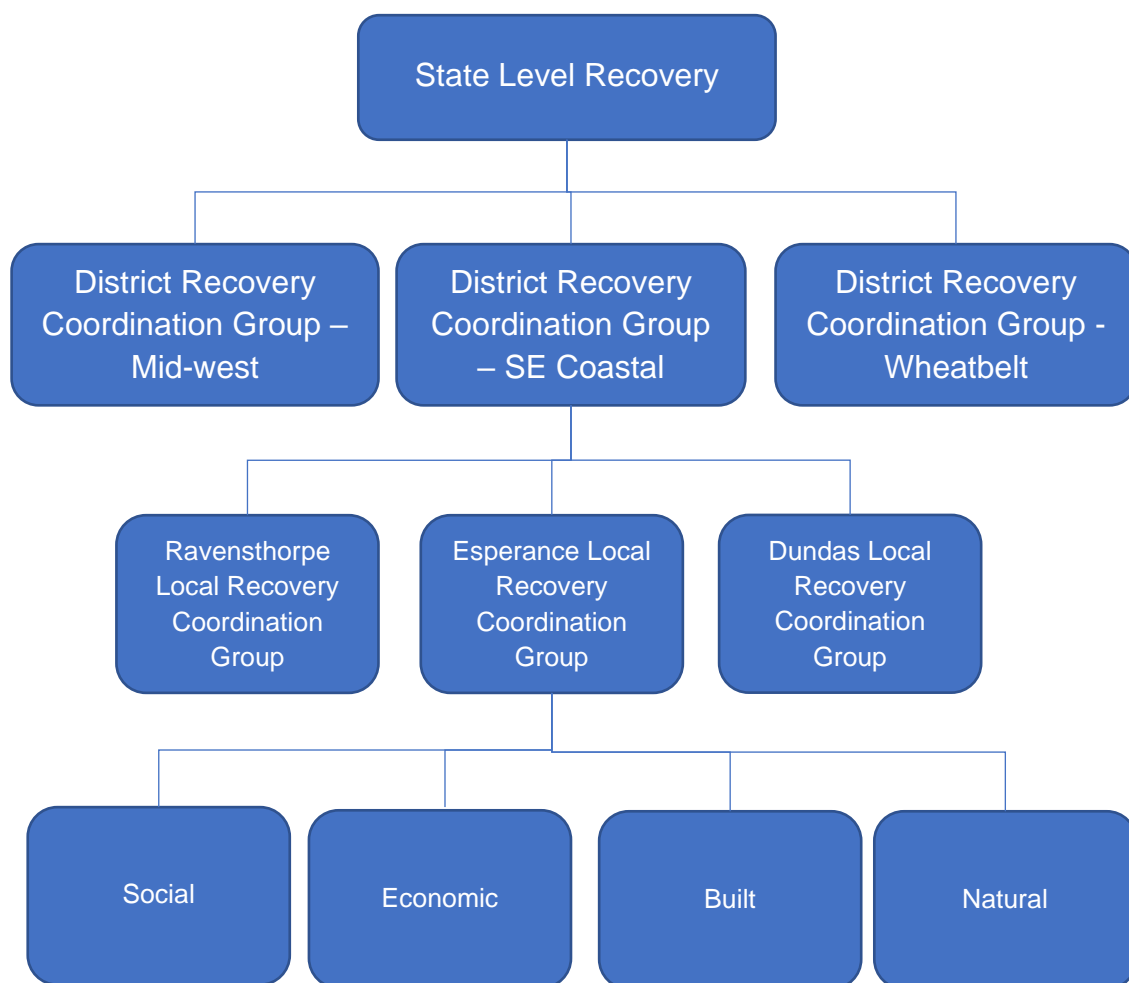 State Level Recovery
District Recovery
Coordination Group –
Mid-west
District Recovery
Coordination Group
– SE Coastal
District Recovery
Coordination Group -
Wheatbelt
Ravensthorpe
Local Recovery
Coordination
Group
Esperance Local
Recovery
Coordination
Group
Dundas Local
Recovery
Coordination
Group
Social
Economic
Built
Natural